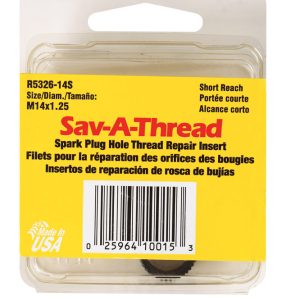 R5326-14S
Size/Diam./Tamaño:
M14x1.25
Short Reach
Portée courte
Alcance corto
Sav-A-Thread
Spark Plug Hole Thread Repair Insert
Filets pour la réparation des orifices des bougies
Insertos de reparación de rosca de bujías
Made in
USA
0 25964 10015 3